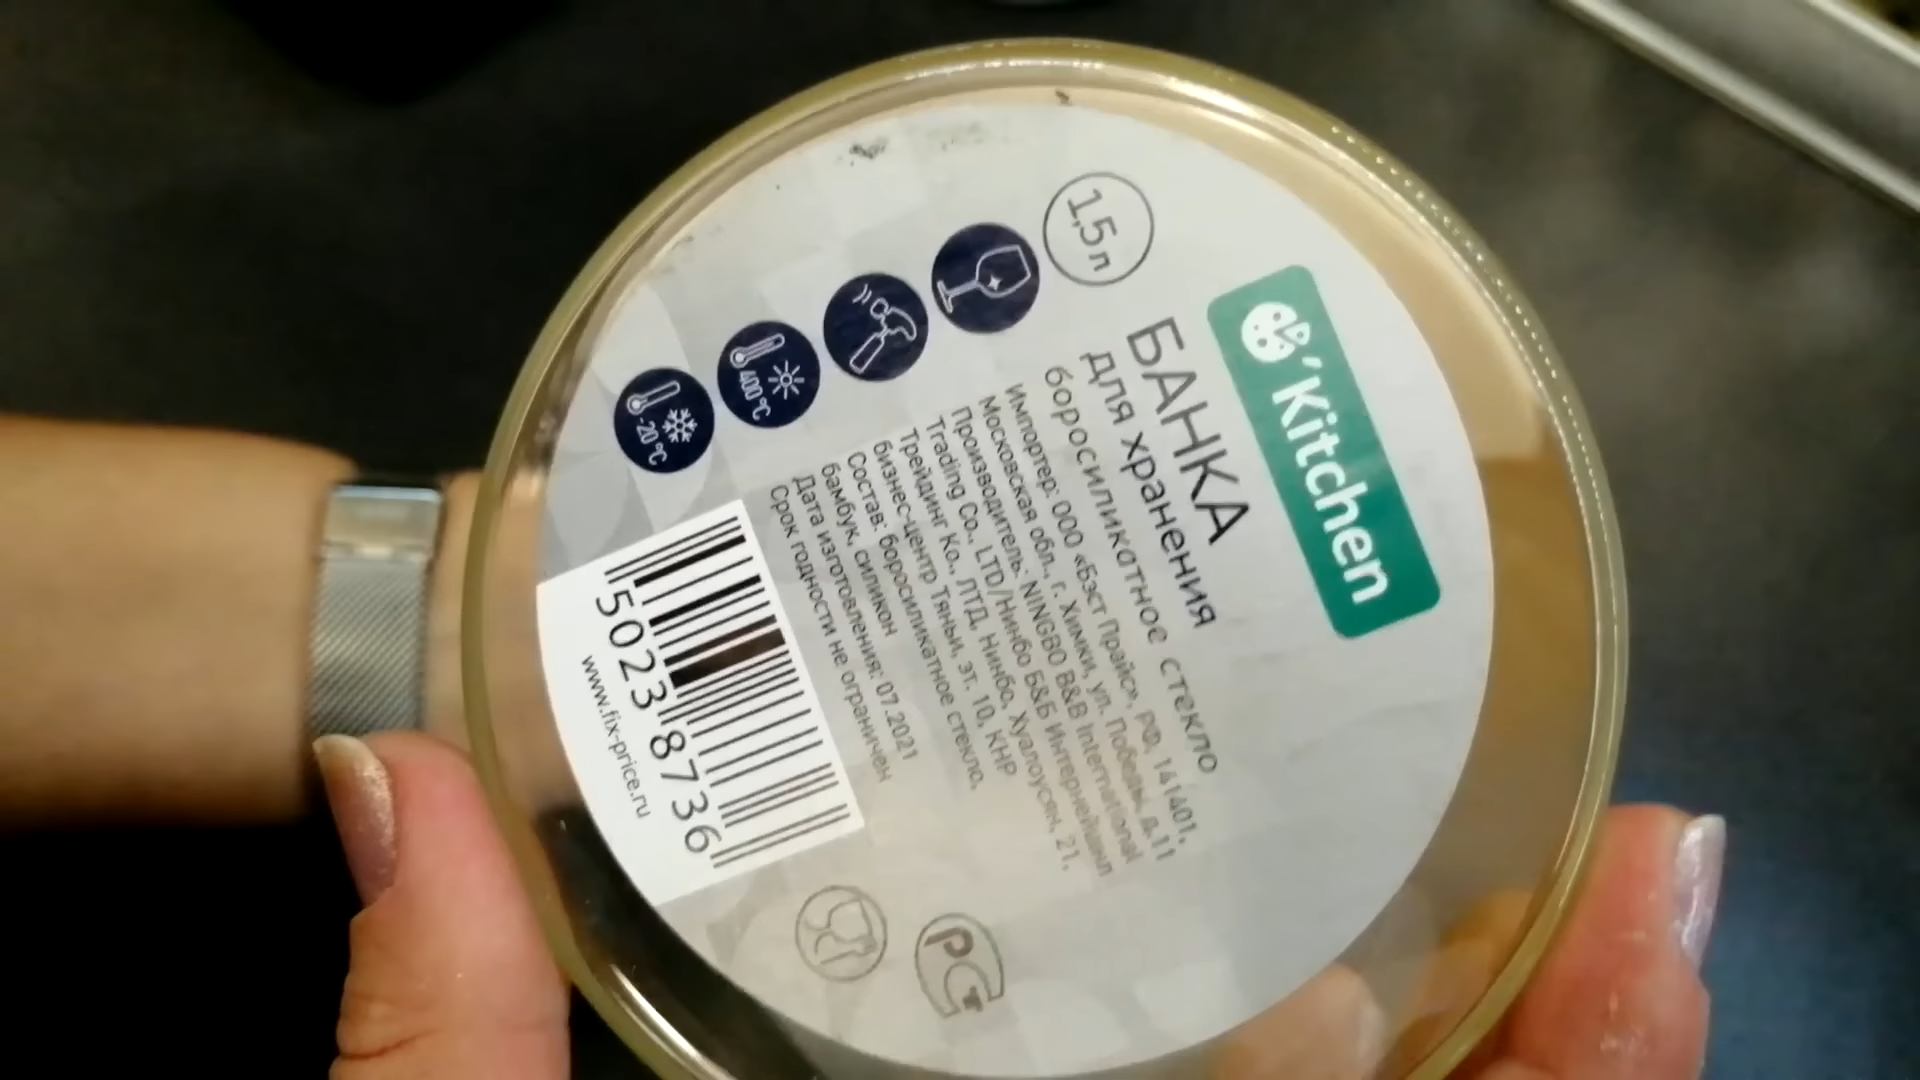 'Kitchen
БАНКА
для хранения
боросиликатное стекло
Импортер: ООО «Бэст Прайс», РФ, 141401,
Московская обл., г. Химки, ул. Победы, д.11
Производитель: NINGBO B&B International
Trading Co., LTD/Нинбо Б&Б Интернейшнл
Трейдинг Ко., ЛТД, Нинбо, Хуалоусян, 21,
бизнес-центр Тяньи, эт. 10, КНР
Состав: боросиликатное стекло,
бамбук, силикон
Дата изготовления: 07.2021
Срок годности не ограничен
1,5 л
400 °C
-20 °C
5023 8736
www.fix-price.ru
РСТ